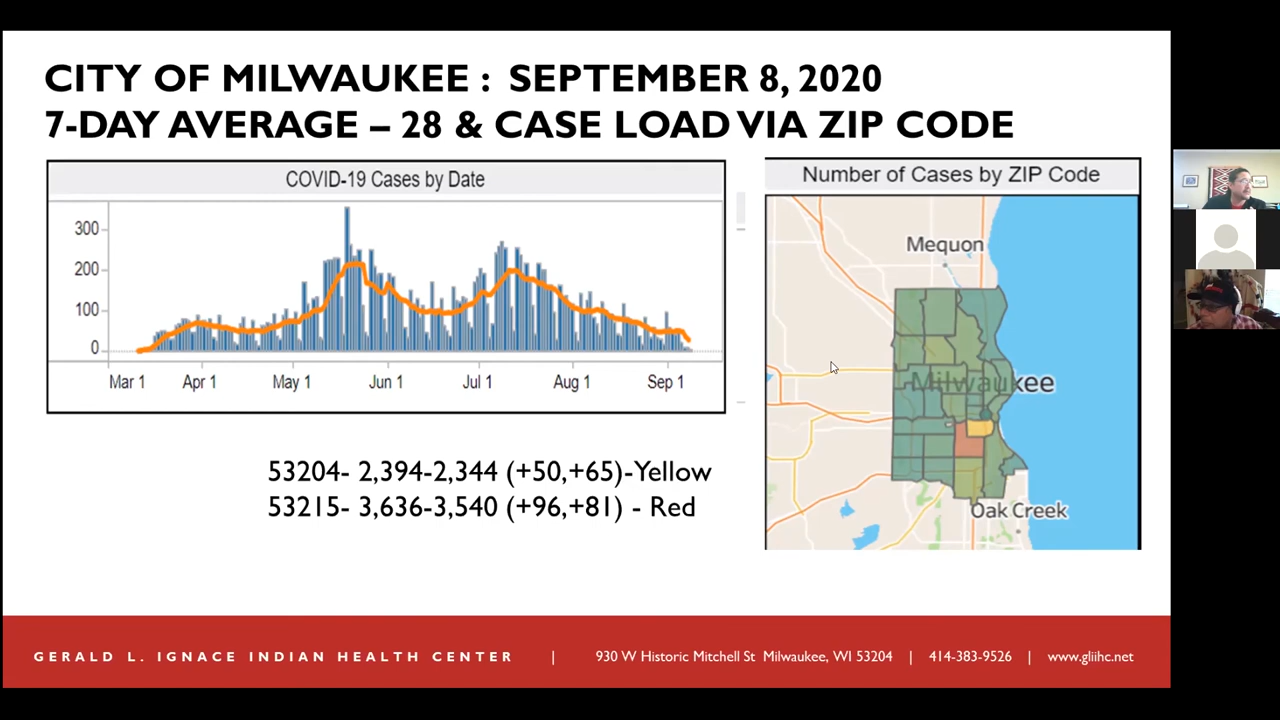 CITY OF MILWAUKEE : SEPTEMBER 8, 2020
7-DAY AVERAGE – 28 & CASE LOAD VIA ZIP CODE
COVID-19 Cases by Date
300
200
100
0
Mar 1 Apr 1 May 1 Jun 1 Jul 1 Aug 1 Sep 1
Number of Cases by ZIP Code
Mequon
Milwaukee
Oak Creek
53204- 2,394-2,344 (+50,+65)-Yellow
53215- 3,636-3,540 (+96,+81) - Red
GERALD L. IGNACE INDIAN HEALTH CENTER | 930 W Historic Mitchell St Milwaukee, WI 53204 | 414-383-9526 | www.gliihc.net